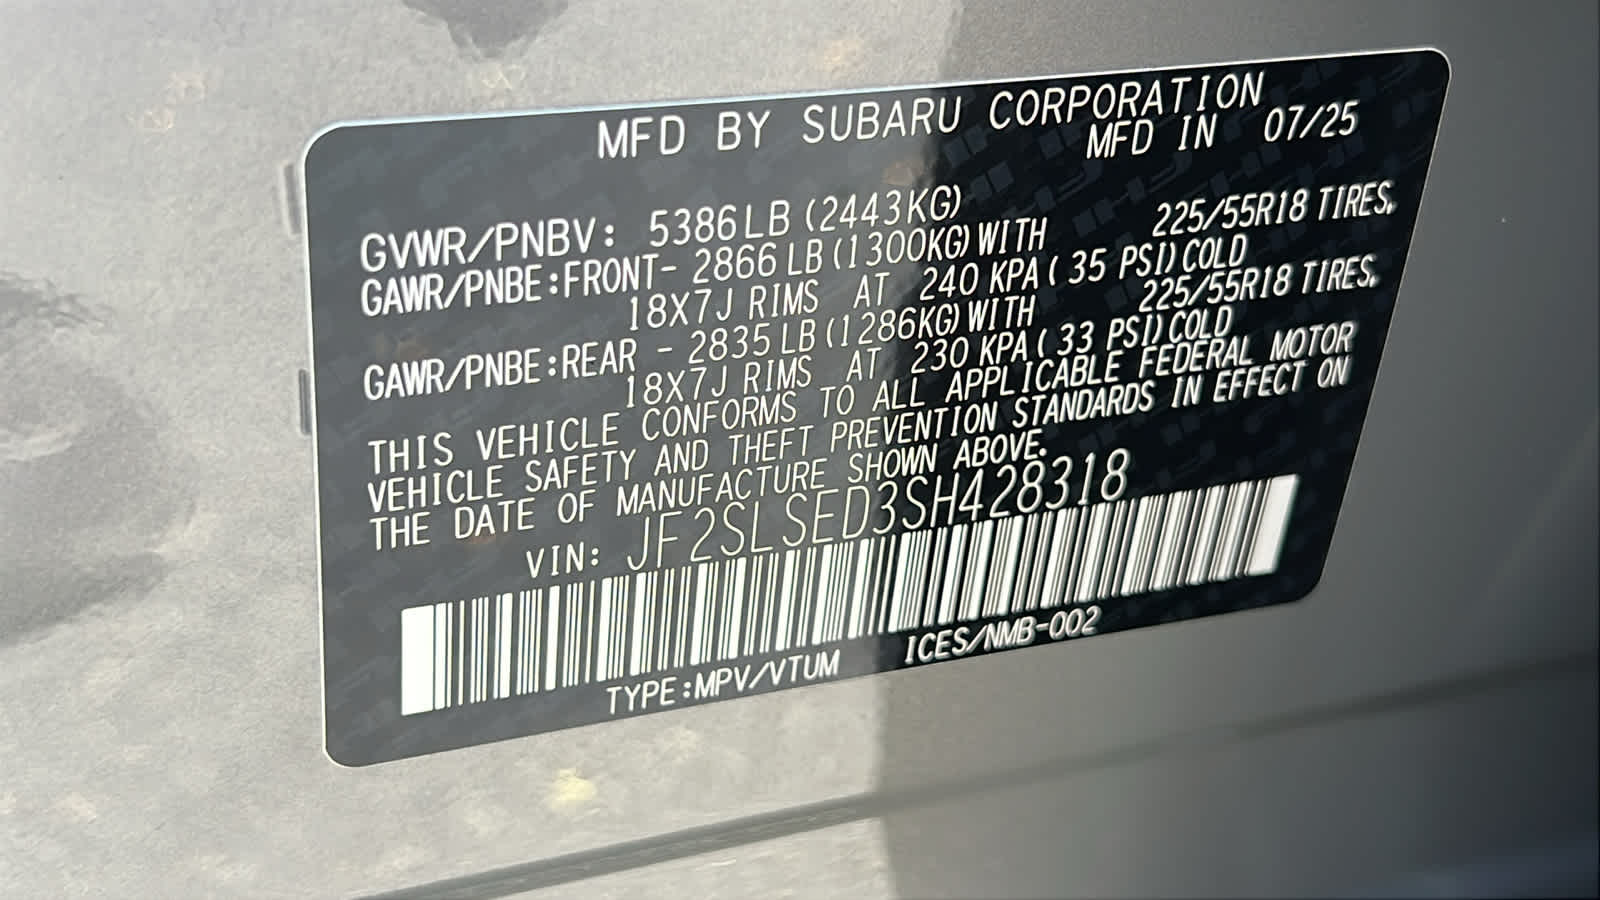 MFD BY SUBARU CORPORATION
MFD IN 07/25
GVWR/PNBV: 5386LB (2443KG)
GAWR/PNBE:FRONT- 2866 LB (1300KG) WITH 225/55R18 TIRES,
18X7J RIMS AT 240 KPA( 35 PSI) COLD
GAWR/PNBE:REAR - 2835 LB (1286KG) WITH 225/55R18 TIRES,
18X7J RIMS AT 230 KPA( 33 PSI) COLD
THIS VEHICLE CONFORMS TO ALL APPLICABLE FEDERAL MOTOR
VEHICLE SAFETY AND THEFT PREVENTION STANDARDS IN EFFECT ON
THE DATE OF MANUFACTURE SHOWN ABOVE.
VIN: JF2SLSED3SH428318
TYPE:MPV/VTUM ICES/NMB-002